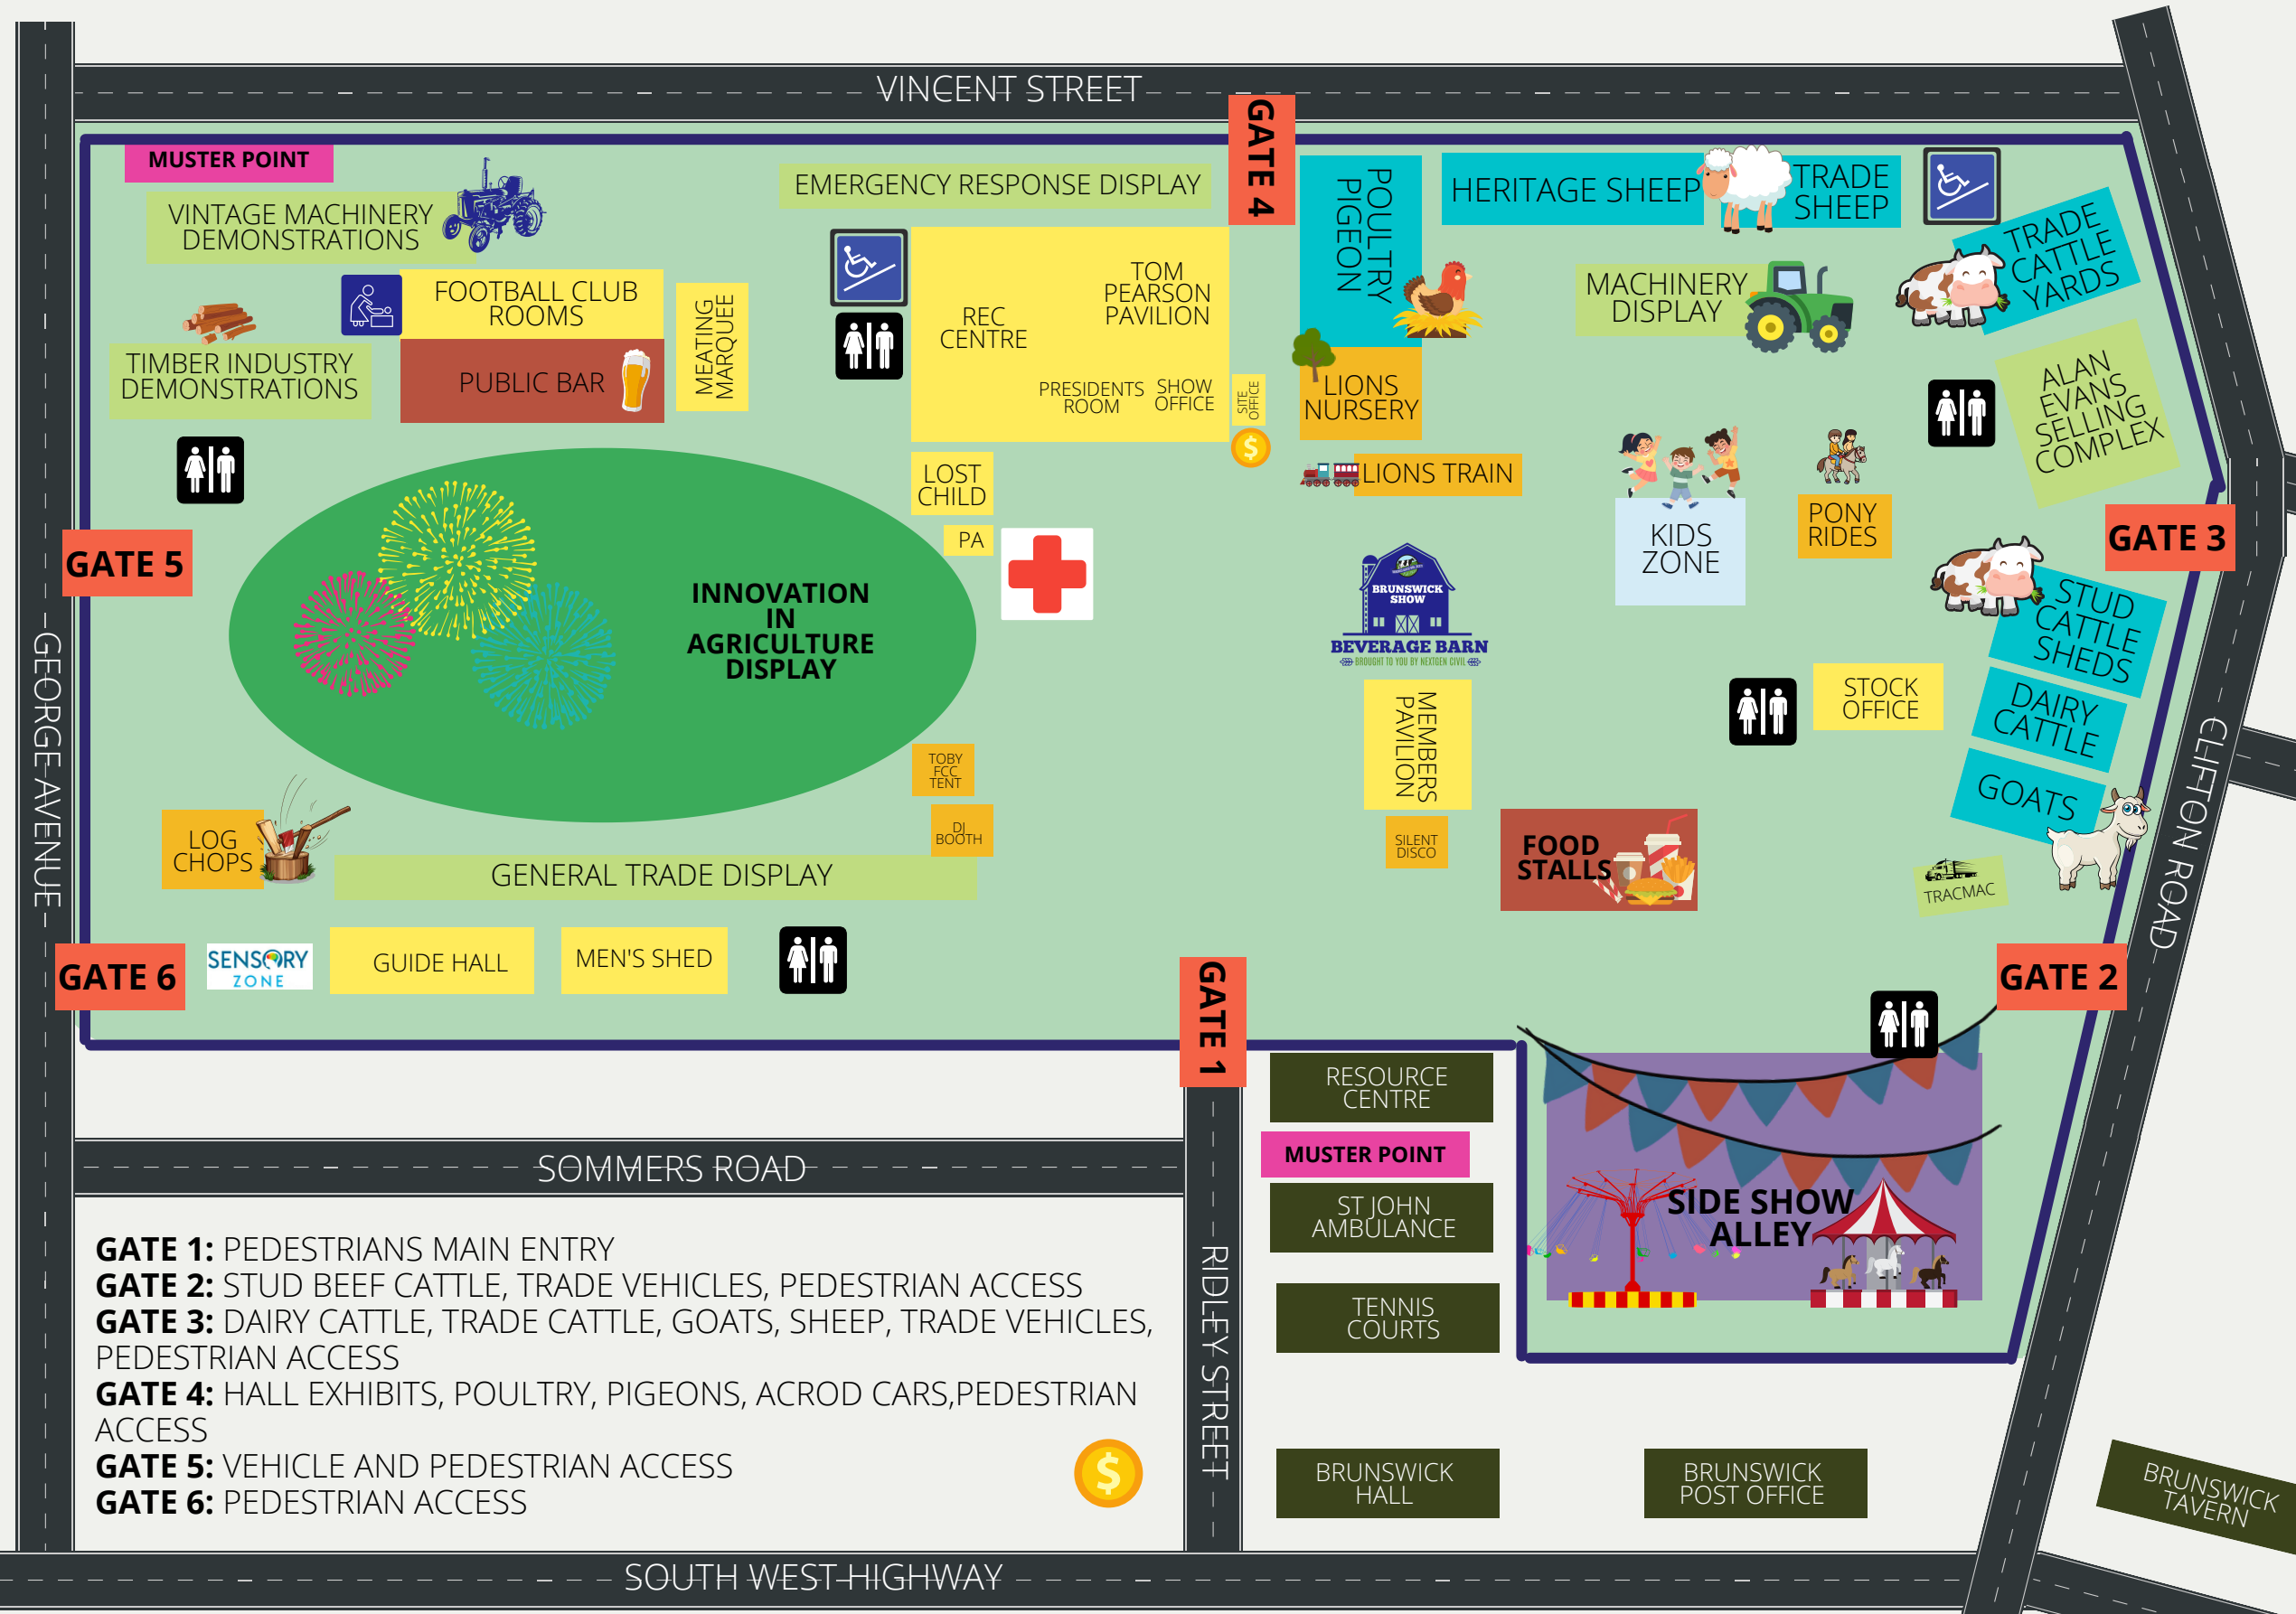 VINCENT STREET
GATE 4
MUSTER POINT
VINTAGE MACHINERY
DEMONSTRATIONS
EMERGENCY RESPONSE DISPLAY
POULTRY
PIGEON
HERITAGE SHEEP
TRADE
SHEEP
TRADE
CATTLE
YARDS
FOOTBALL CLUB
ROOMS
PUBLIC BAR
MEATING
MARQUEE
REC
CENTRE
TOM
PEARSON
PAVILION
PRESIDENTS
ROOM
SHOW
OFFICE
SITE
OFFICE
$
MACHINERY
DISPLAY
TIMBER INDUSTRY
DEMONSTRATIONS
LIONS
NURSERY
ALAN
EVANS
SELLING
COMPLEX
LOST
CHILD
LIONS TRAIN
PA
KIDS
ZONE
PONY
RIDES
GATE 3
GATE 5
INNOVATION
IN
AGRICULTURE
DISPLAY
BRUNSWICK
SHOW
BEVERAGE BARN
BROUGHT TO YOU BY NEXTGEN CIVIL
STUD
CATTLE
SHEDS
GEORGE AVENUE
MEMBERS
PAVILION
STOCK
OFFICE
DAIRY
CATTLE
CLIFTON ROAD
TOBY
FCC
TENT
GOATS
LOG
CHOPS
DJ
BOOTH
SILENT
DISCO
FOOD
STALLS
GENERAL TRADE DISPLAY
TRACMAC
GATE 6
SENSORY
ZONE
GUIDE HALL
MEN'S SHED
GATE 1
GATE 2
RESOURCE
CENTRE
MUSTER POINT
SOMMERS ROAD
ST JOHN
AMBULANCE
SIDE SHOW
ALLEY
TENNIS
COURTS
RIDLEY STREET
GATE 1: PEDESTRIANS MAIN ENTRY
GATE 2: STUD BEEF CATTLE, TRADE VEHICLES, PEDESTRIAN ACCESS
GATE 3: DAIRY CATTLE, TRADE CATTLE, GOATS, SHEEP, TRADE VEHICLES,
PEDESTRIAN ACCESS
GATE 4: HALL EXHIBITS, POULTRY, PIGEONS, ACROD CARS,PEDESTRIAN
ACCESS
GATE 5: VEHICLE AND PEDESTRIAN ACCESS
GATE 6: PEDESTRIAN ACCESS
$
BRUNSWICK
HALL
BRUNSWICK
POST OFFICE
BRUNSWICK
TAVERN
SOUTH WEST HIGHWAY